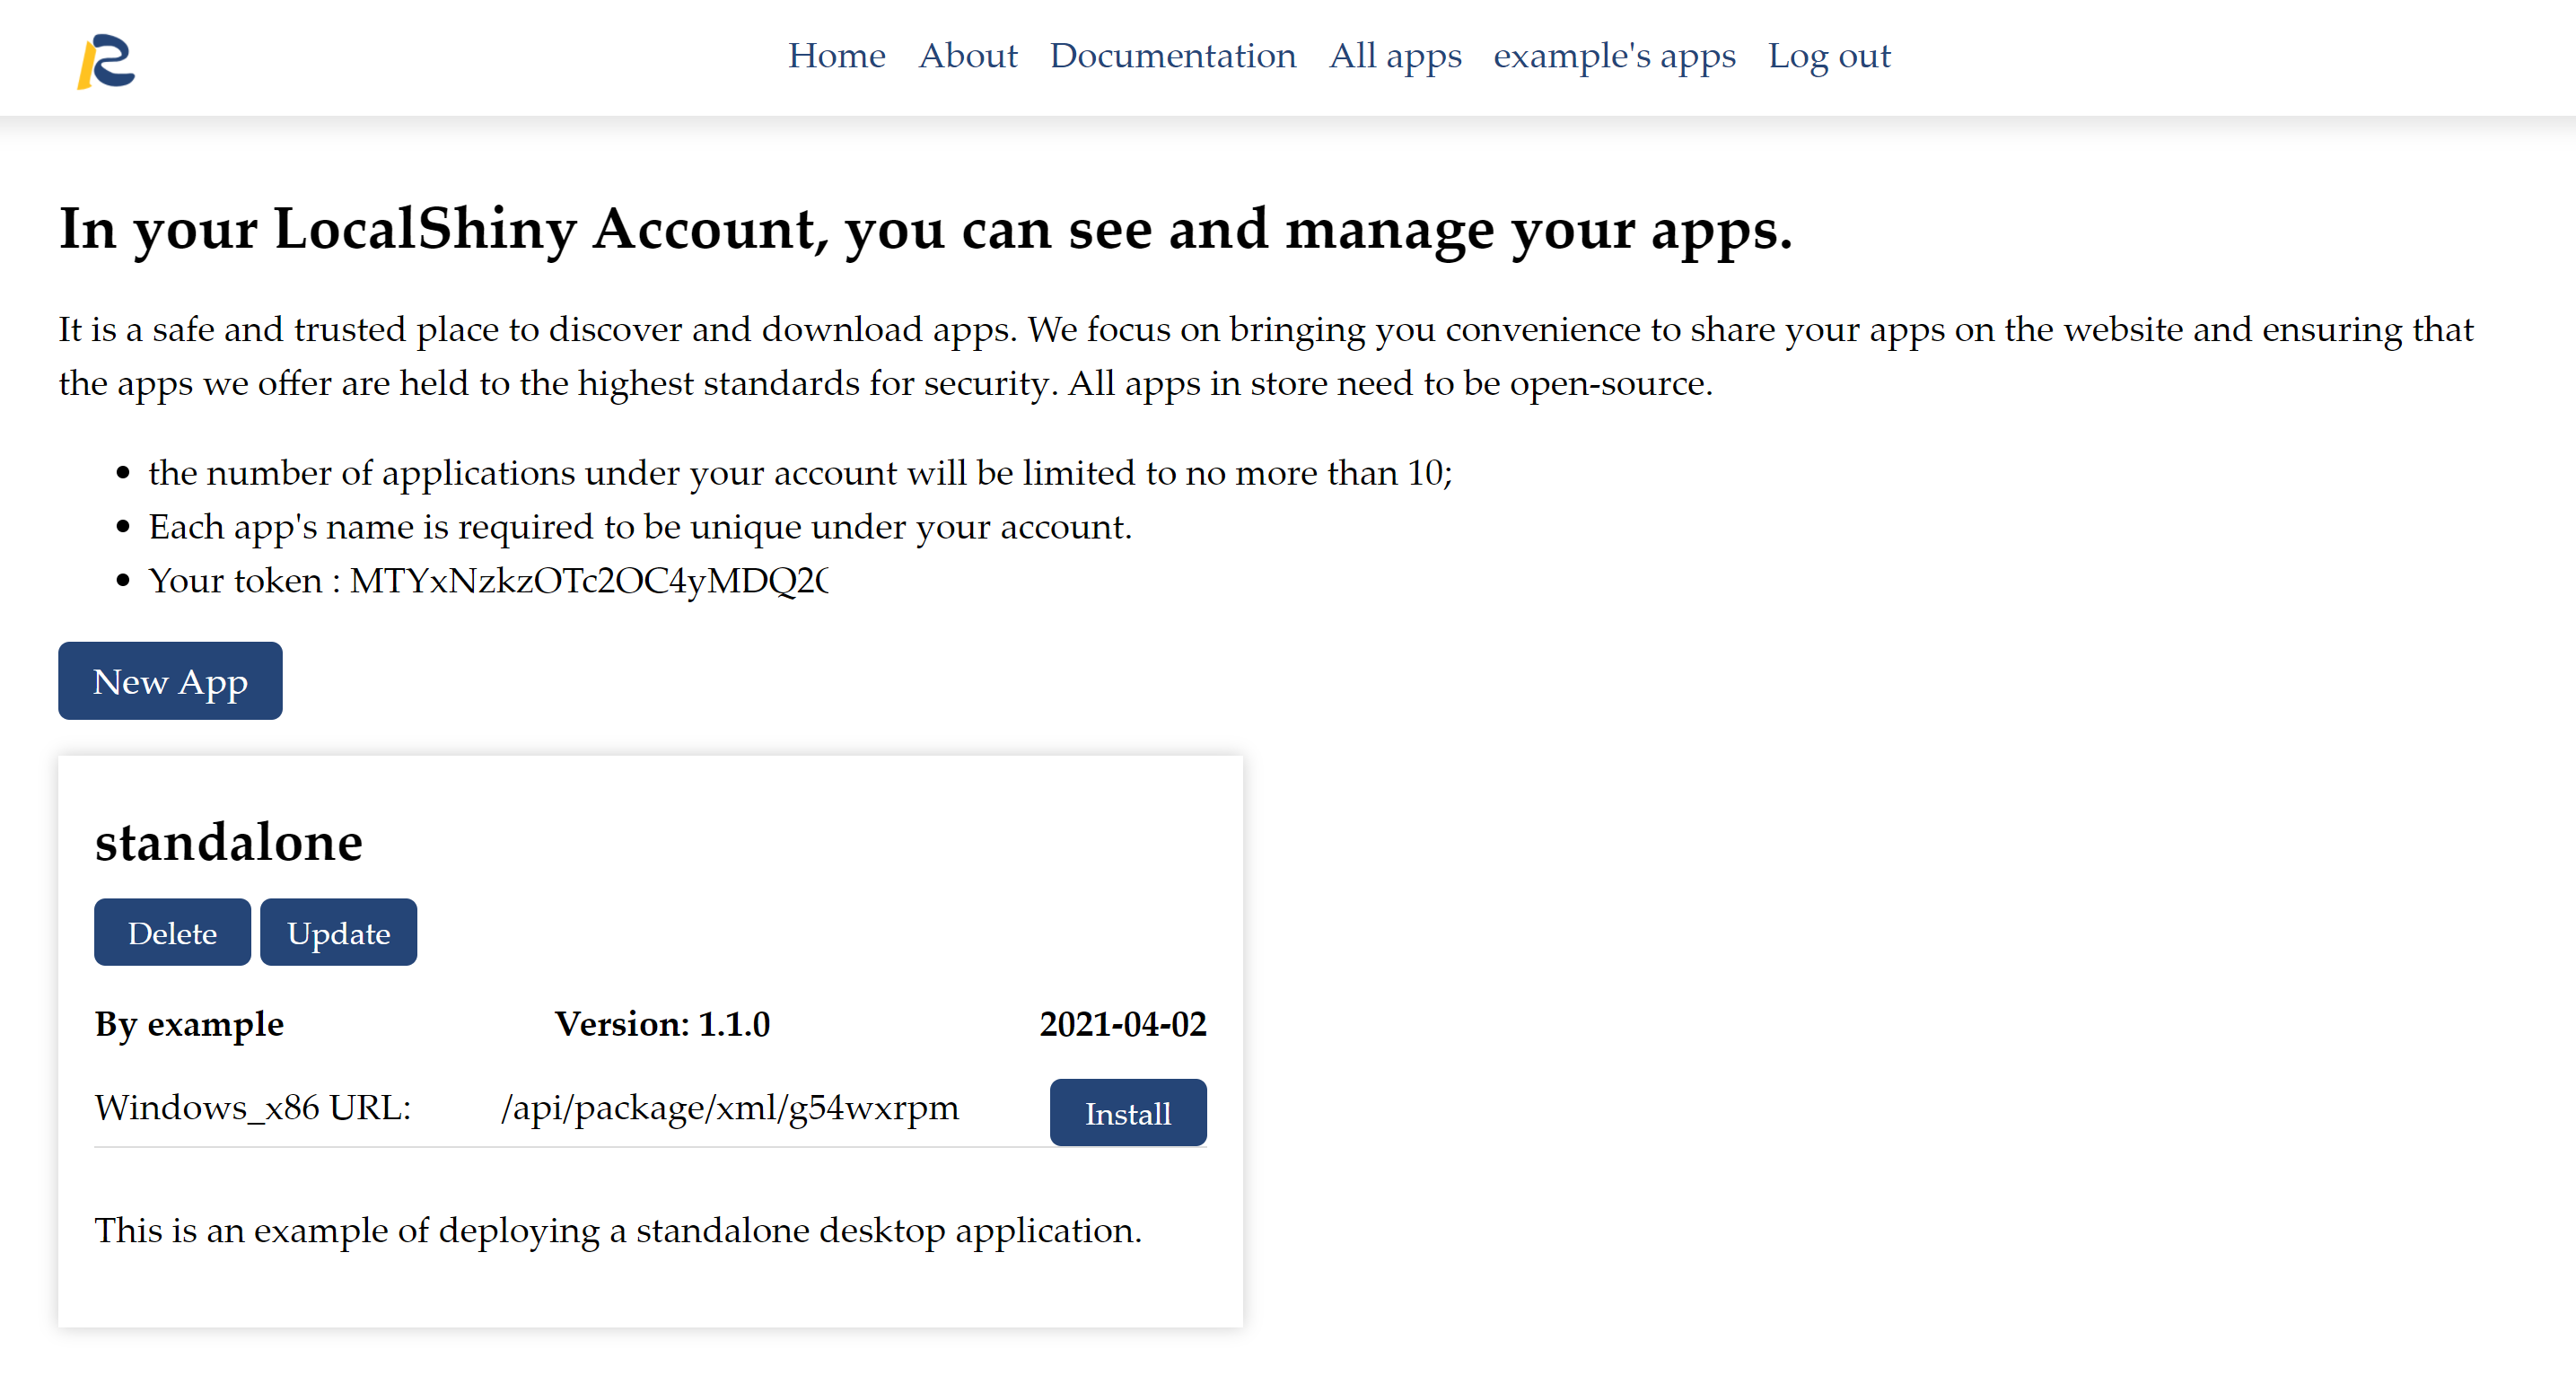 Home About Documentation All apps example's apps Log out
In your LocalShiny Account, you can see and manage your apps.
It is a safe and trusted place to discover and download apps. We focus on bringing you convenience to share your apps on the website and ensuring that
the apps we offer are held to the highest standards for security. All apps in store need to be open-source.
the number of applications under your account will be limited to no more than 10;
Each app's name is required to be unique under your account.
Your token : MTYxNzkzOTc2OC4yMDQ2
New App
standalone
Delete Update
By example Version: 1.1.0 2021-04-02
Windows_x86 URL: /api/package/xml/g54wxrpm Install
This is an example of deploying a standalone desktop application.